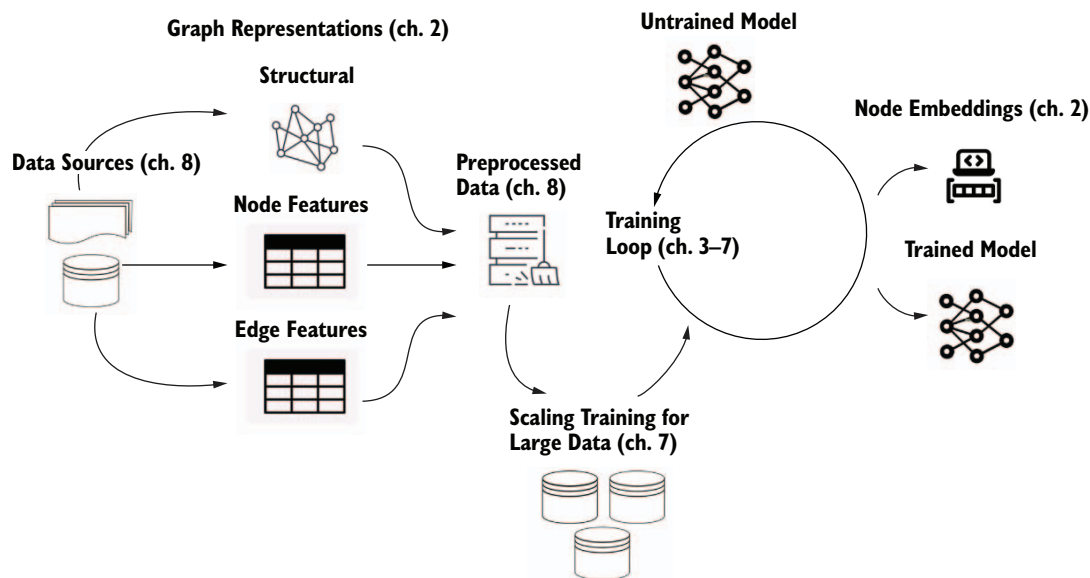 Graph Representations (ch. 2)
Structural
Data Sources (ch. 8)
Node Features
Edge Features
Preprocessed
Data (ch. 8)
Scaling Training for
Large Data (ch. 7)
Untrained Model
Training
Loop (ch. 3–7)
Node Embeddings (ch. 2)
Trained Model